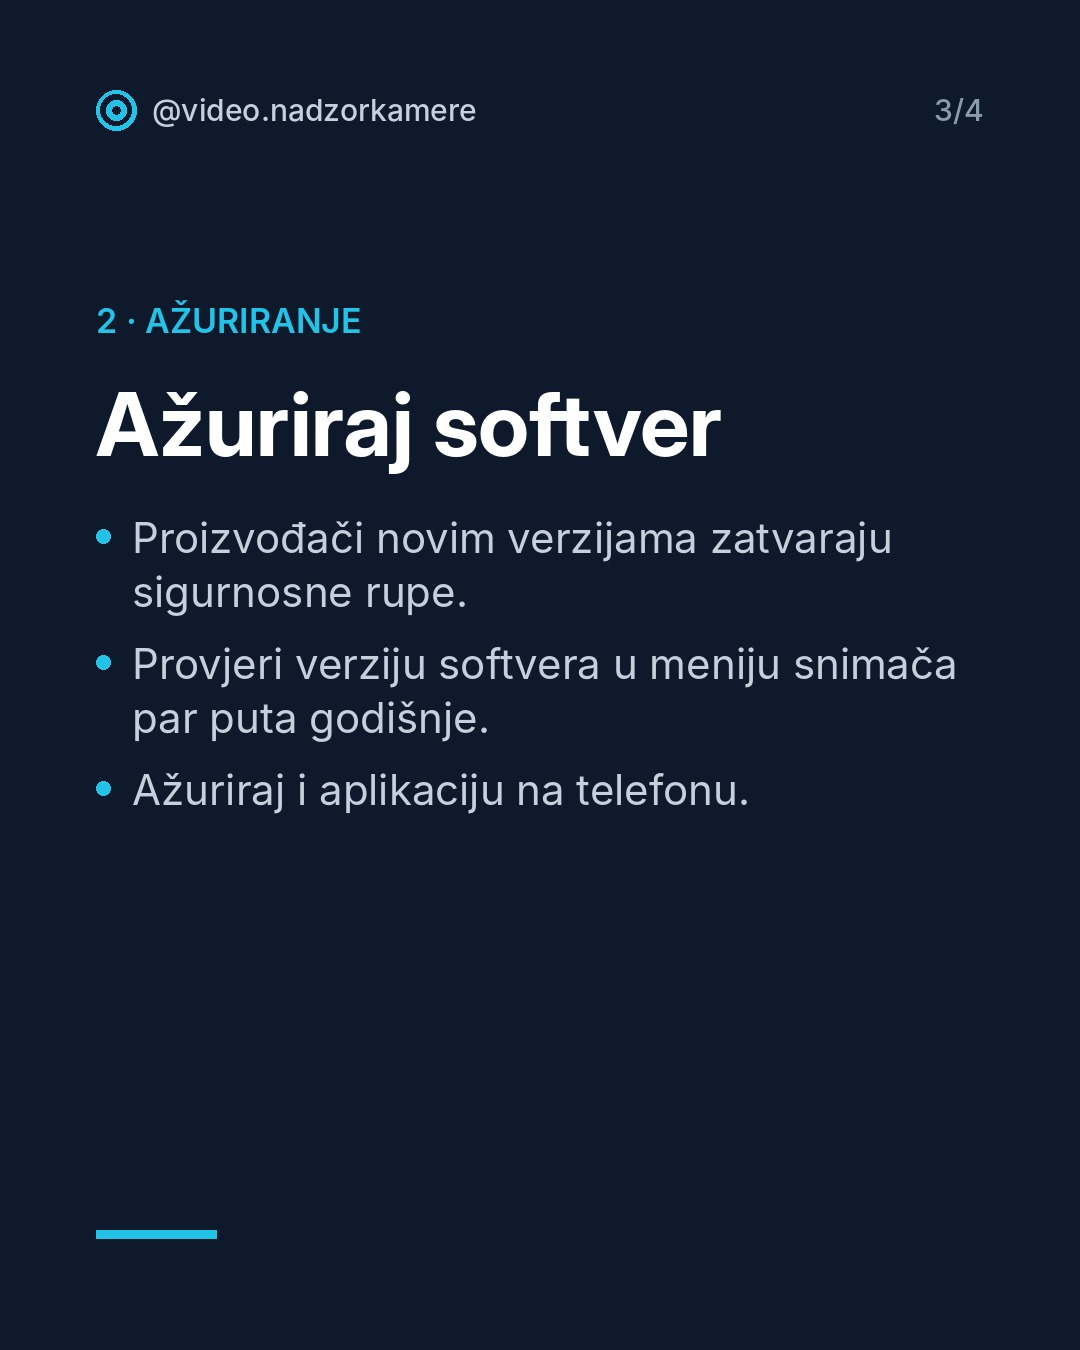 @video.nadzorkamere
3/4
2 · AŽURIRANJE
Ažuriraj softver
Proizvođači novim verzijama zatvaraju
sigurnosne rupe.
Provjeri verziju softvera u meniju snimača
par puta godišnje.
Ažuriraj i aplikaciju na telefonu.